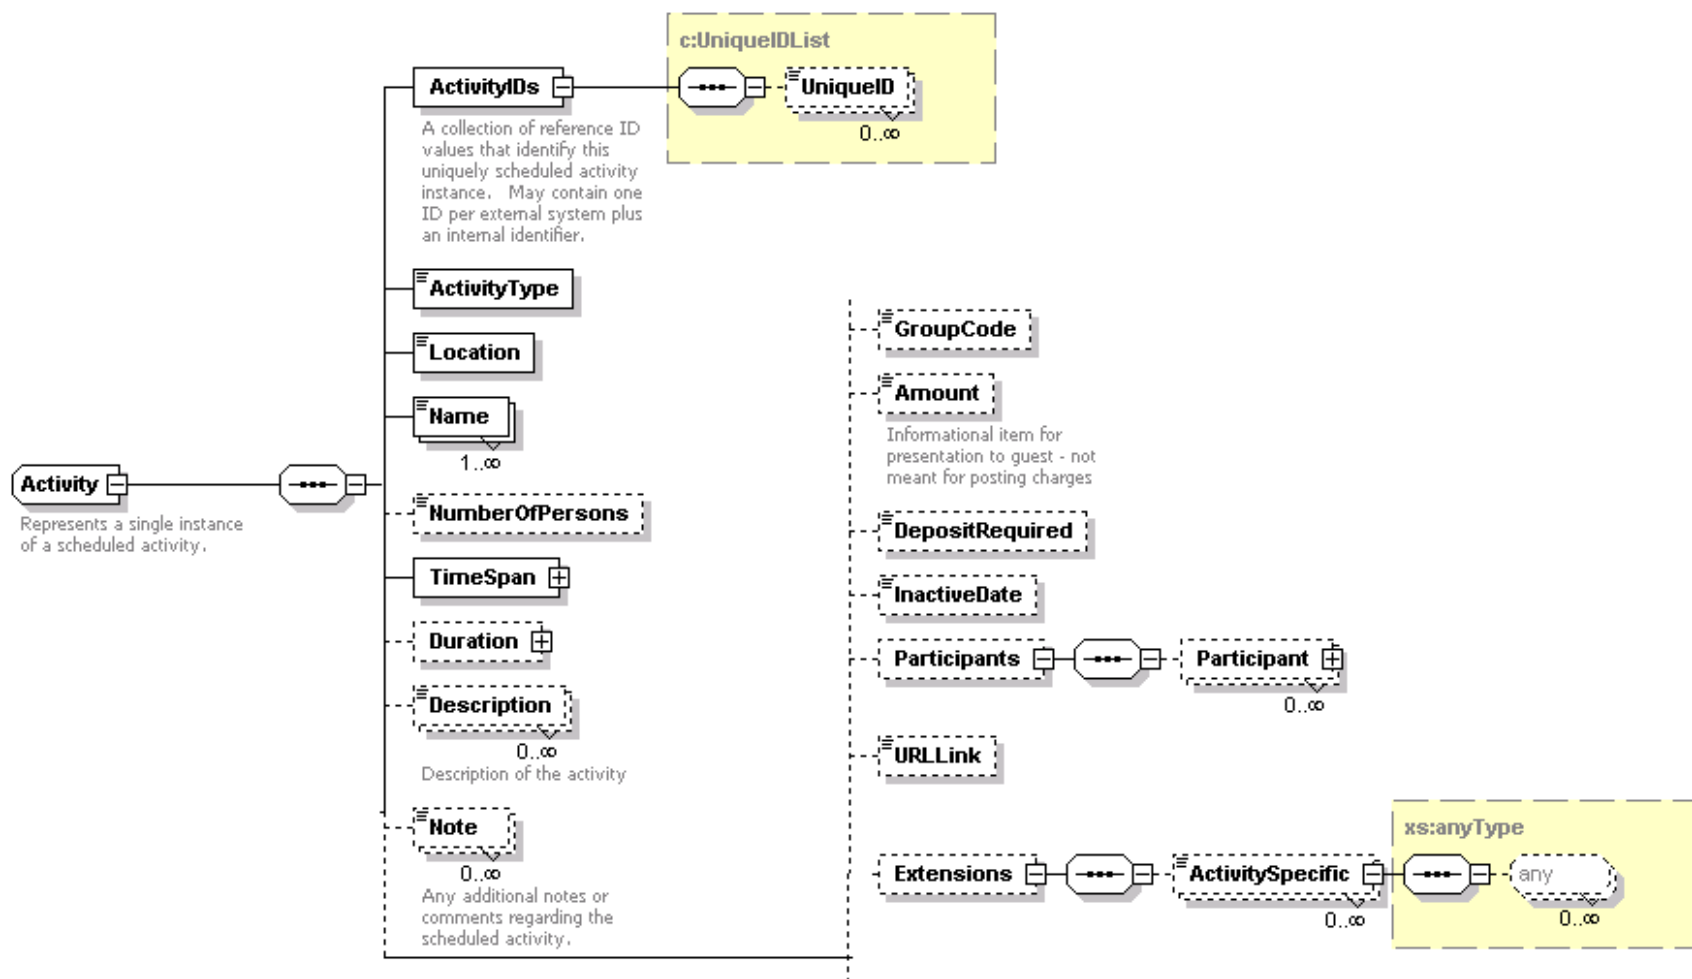 c:UniqueIDList
ActivityIDs
UniqueID
0..∞
A collection of reference ID
values that identify this
uniquely scheduled activity
instance.   May contain one
ID per external system plus
an internal identifier.
ActivityType
Location
Name
1..∞
Activity
Represents a single instance
of a scheduled activity.
NumberOfPersons
TimeSpan
Duration
Description
0..∞
Description of the activity
Note
0..∞
Any additional notes or
comments regarding the
scheduled activity.
GroupCode
Amount
Informational item for
presentation to guest - not
meant for posting charges
DepositRequired
InactiveDate
Participants
Participant
0..∞
URLLink
xs:anyType
Extensions
ActivitySpecific
0..∞
any
0..∞